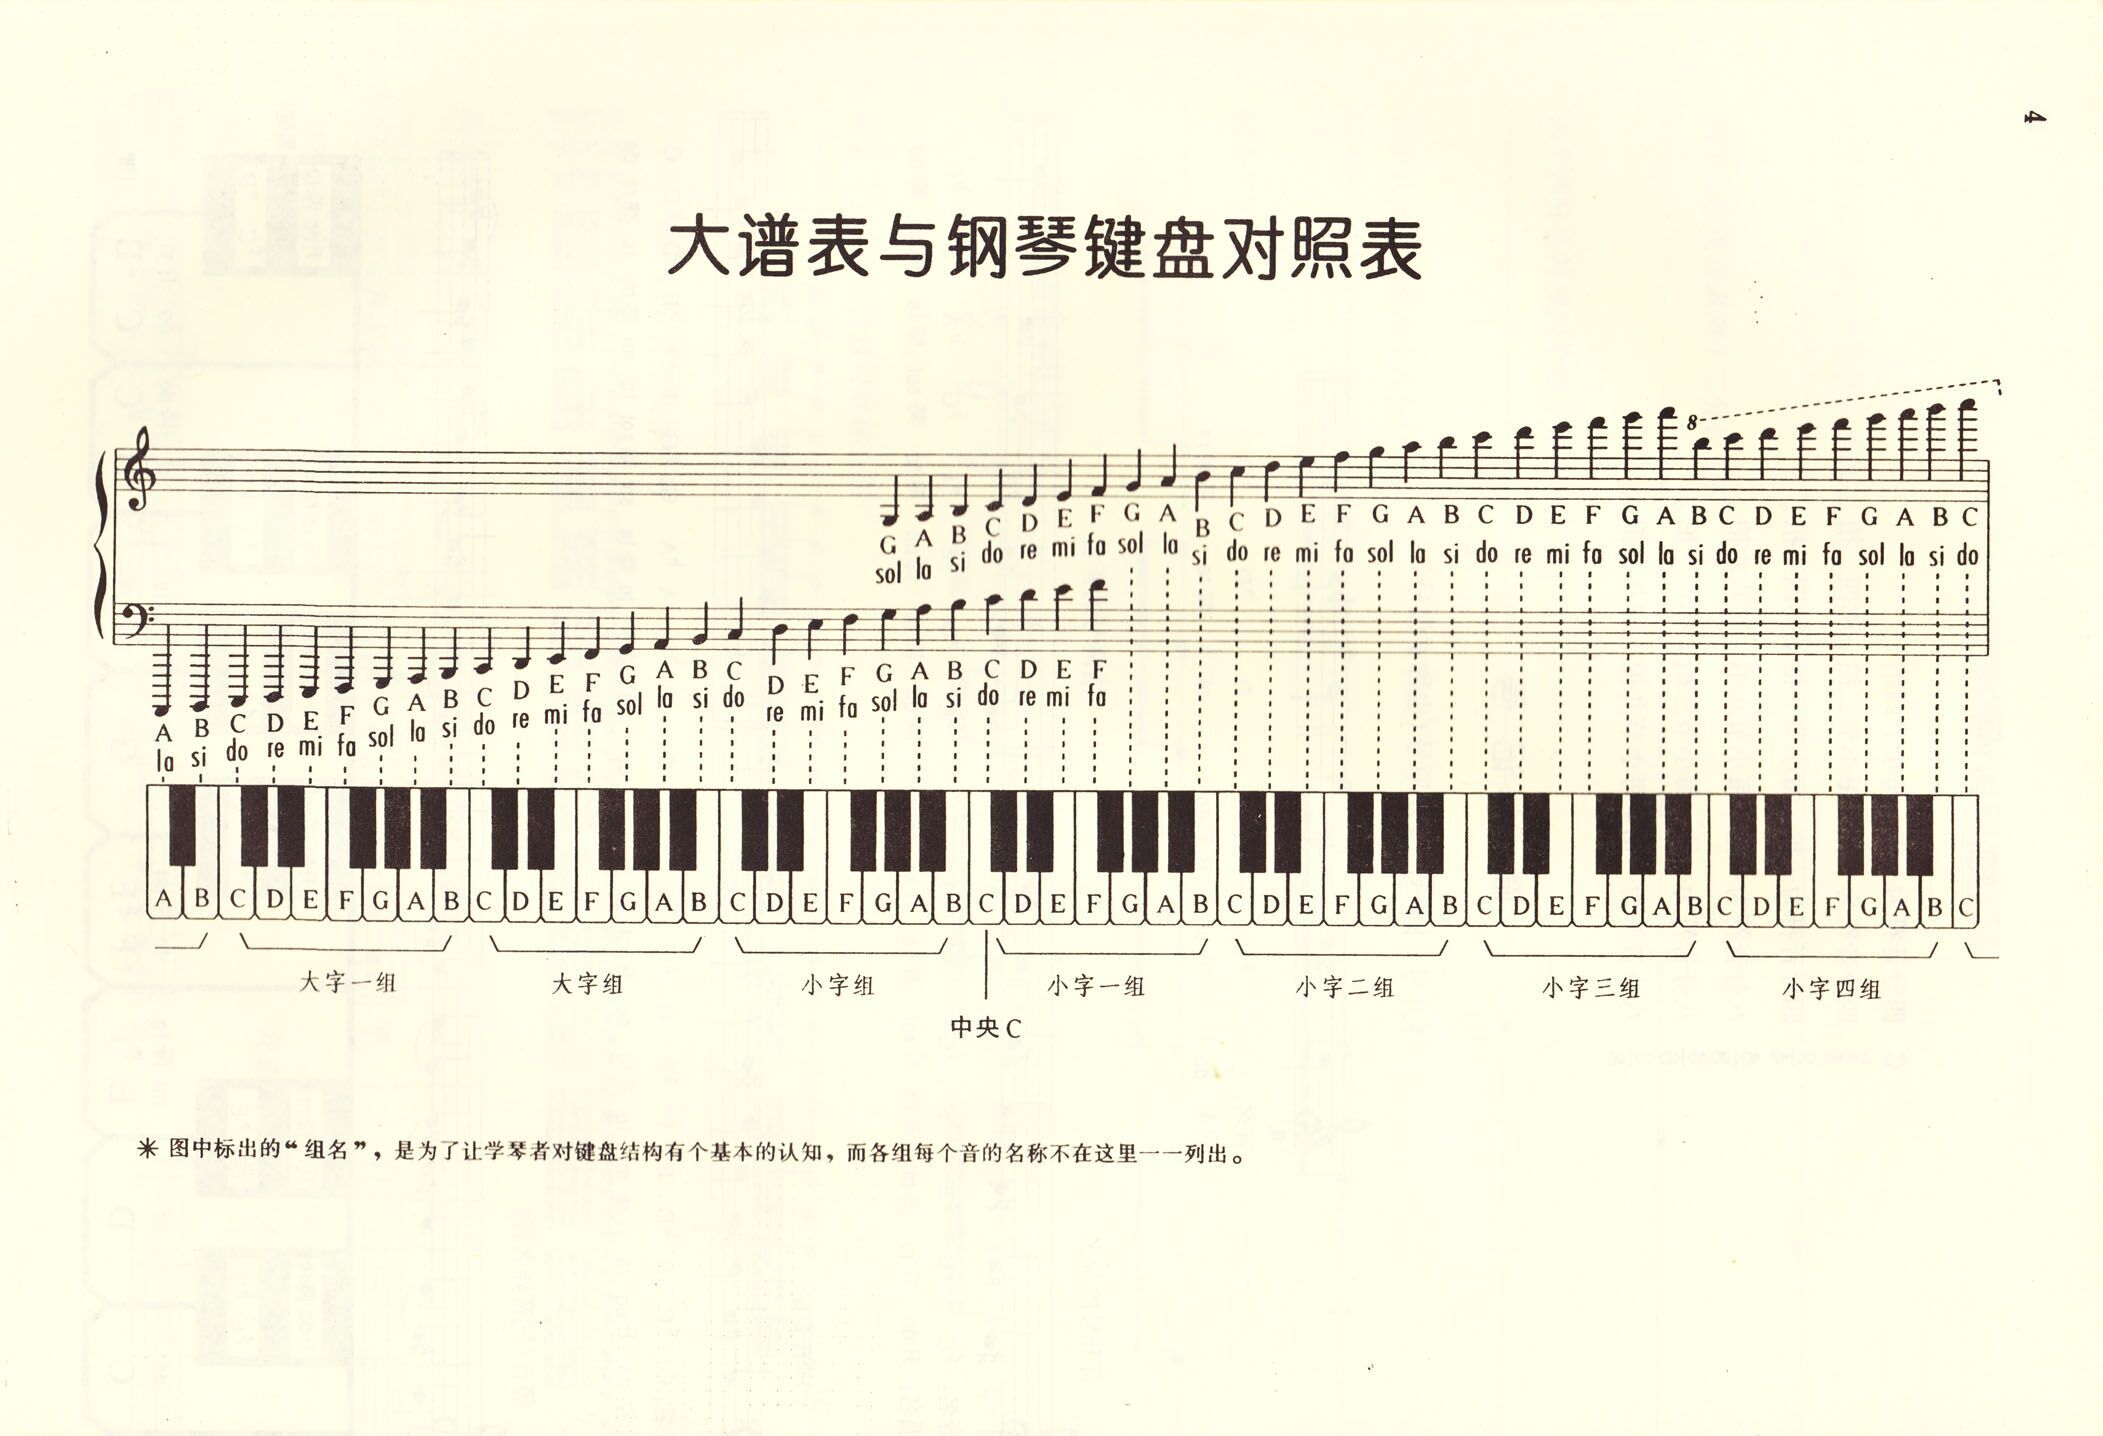 4
大谱表与钢琴键盘对照表
8
G A B C D E F G A B C D E F G A B C D E F G A B C D E F G A B C
sol la si do re mi fa sol la si do re mi fa sol la si do re mi fa sol la si do re mi fa sol la si do
A B C D E F G A B C D E F G A B C D E F G A B C D E F
la si do re mi fa sol la si do re mi fa sol la si do re mi fa sol la si do re mi fa
A B C D E F G A B C D E F G A B C D E F G A B C D E F G A B C D E F G A B C D E F G A B C D E F G A B C
大字一组 大字组 小字组 小字一组 小字二组 小字三组 小字四组
中央C
＊图中标出的“组名”，是为了让学琴者对键盘结构有个基本的认知，而各组每个音的名称不在这里一一列出。